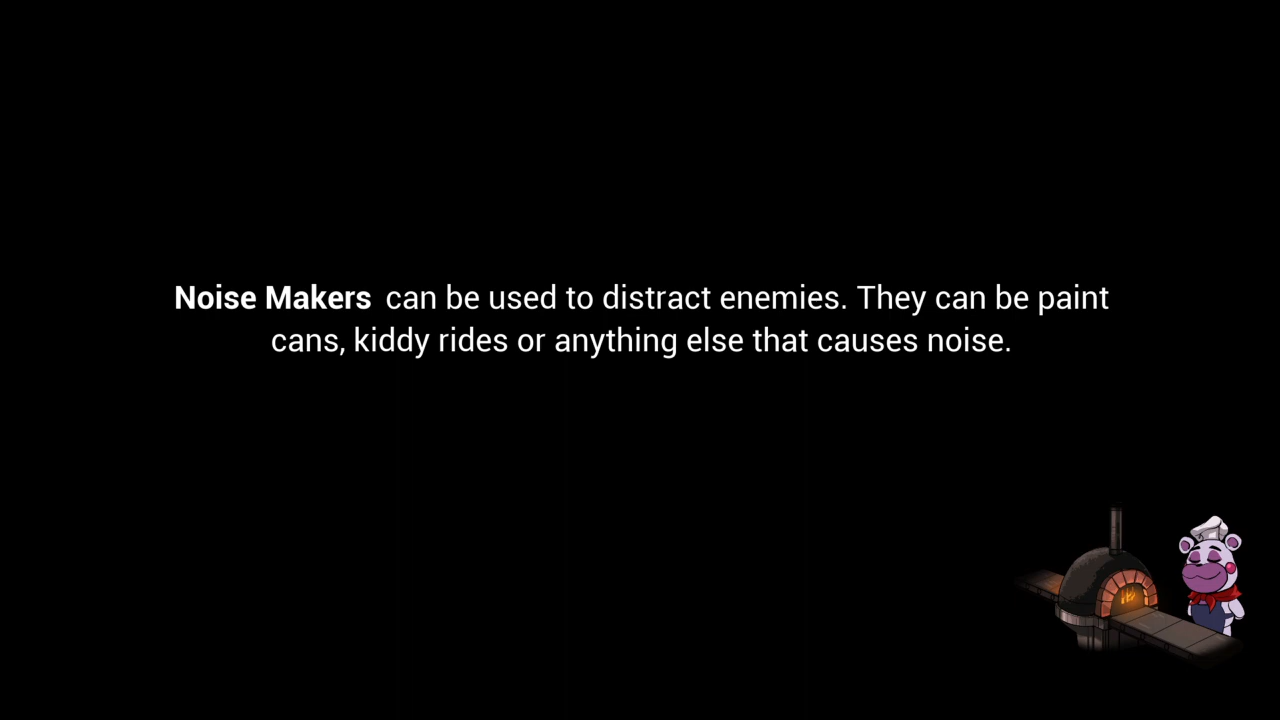 Noise Makers can be used to distract enemies. They can be paint
cans, kiddy rides or anything else that causes noise.